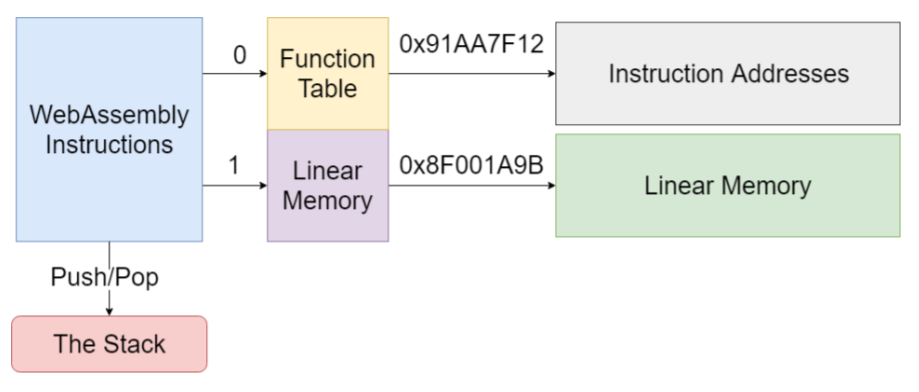 WebAssembly
Instructions
0
Function
Table
0x91AA7F12
Instruction Addresses
1
Linear
Memory
0x8F001A9B
Linear Memory
Push/Pop
The Stack